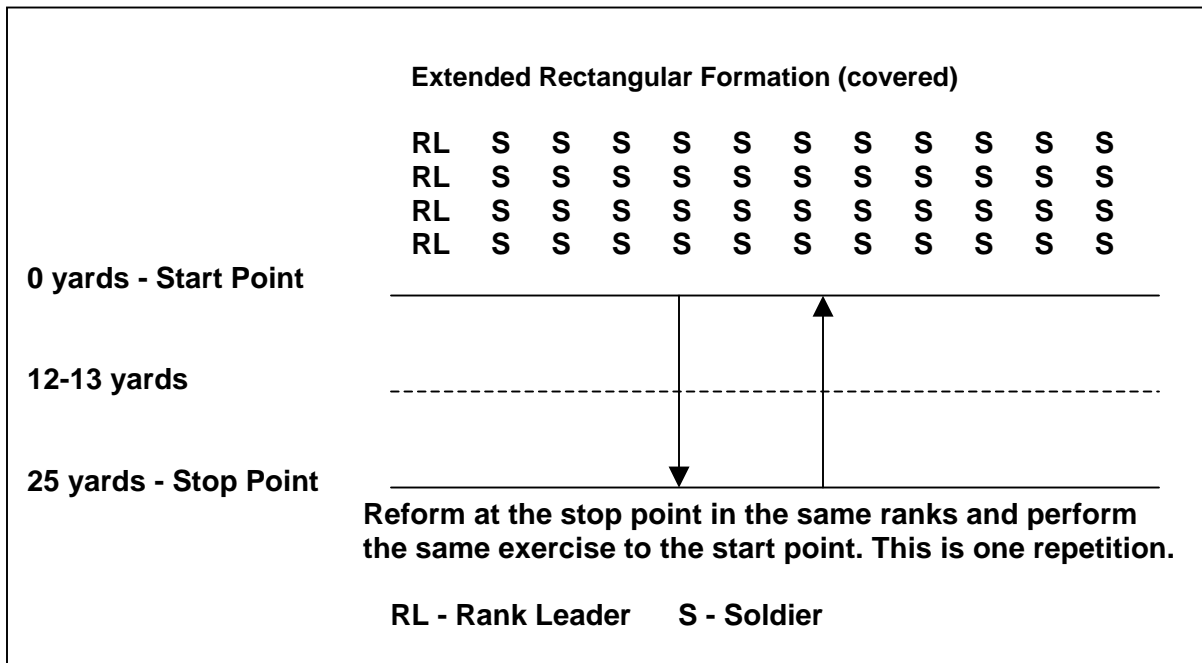 Extended Rectangular Formation (covered)
RL S S S S S S S S S S S
RL S S S S S S S S S S S
RL S S S S S S S S S S S
RL S S S S S S S S S S S
0 yards - Start Point
12-13 yards
25 yards - Stop Point
Reform at the stop point in the same ranks and perform
the same exercise to the start point. This is one repetition.
RL - Rank Leader S - Soldier